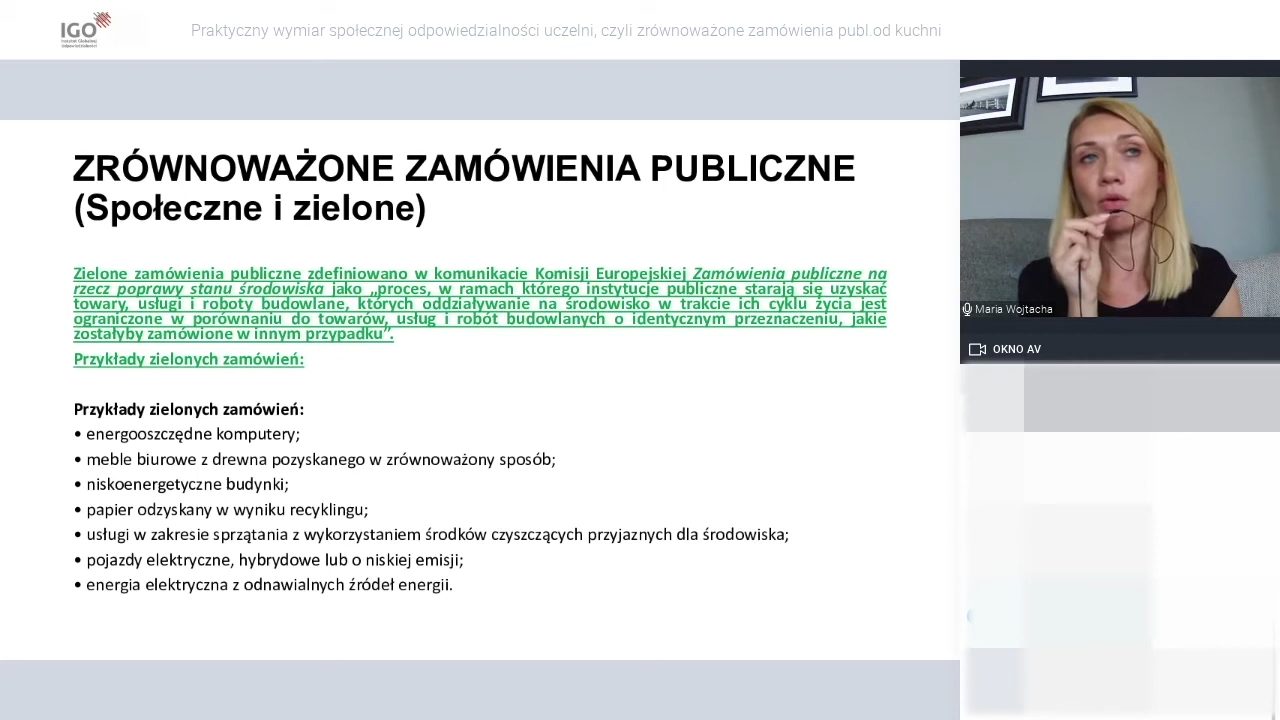 IGO
Instytut Globalnej
Odpowiedzialności
Praktyczny wymiar społecznej odpowiedzialności uczelni, czyli zrównoważone zamówienia publ.od kuchni
ZRÓWNOWAŻONE ZAMÓWIENIA PUBLICZNE
(Społeczne i zielone)
Zielone zamówienia publiczne zdefiniowano w komunikacie Komisji Europejskiej Zamówienia publiczne na
rzecz poprawy stanu środowiska jako „proces, w ramach którego instytucje publiczne starają się uzyskać
towary, usługi i roboty budowlane, których oddziaływanie na środowisko w trakcie ich cyklu życia jest
ograniczone w porównaniu do towarów, usług i robót budowlanych o identycznym przeznaczeniu, jakie
zostałyby zamówione w innym przypadku”.
Przykłady zielonych zamówień:
Przykłady zielonych zamówień:
• energooszczędne komputery;
• meble biurowe z drewna pozyskanego w zrównoważony sposób;
• niskoenergetyczne budynki;
• papier odzyskany w wyniku recyklingu;
• usługi w zakresie sprzątania z wykorzystaniem środków czyszczących przyjaznych dla środowiska;
• pojazdy elektryczne, hybrydowe lub o niskiej emisji;
• energia elektryczna z odnawialnych źródeł energii.
Maria Wojtacha
OKNO AV